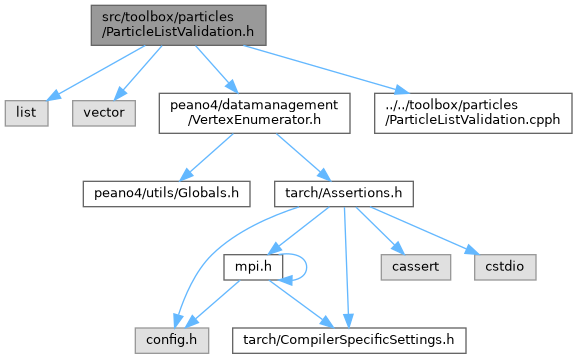 src/toolbox/particles
/ParticleListValidation.h
list
vector
peano4/datamanagement
/VertexEnumerator.h
../../toolbox/particles
/ParticleListValidation.cpph
peano4/utils/Globals.h
tarch/Assertions.h
mpi.h
cassert
cstdio
config.h
tarch/CompilerSpecificSettings.h